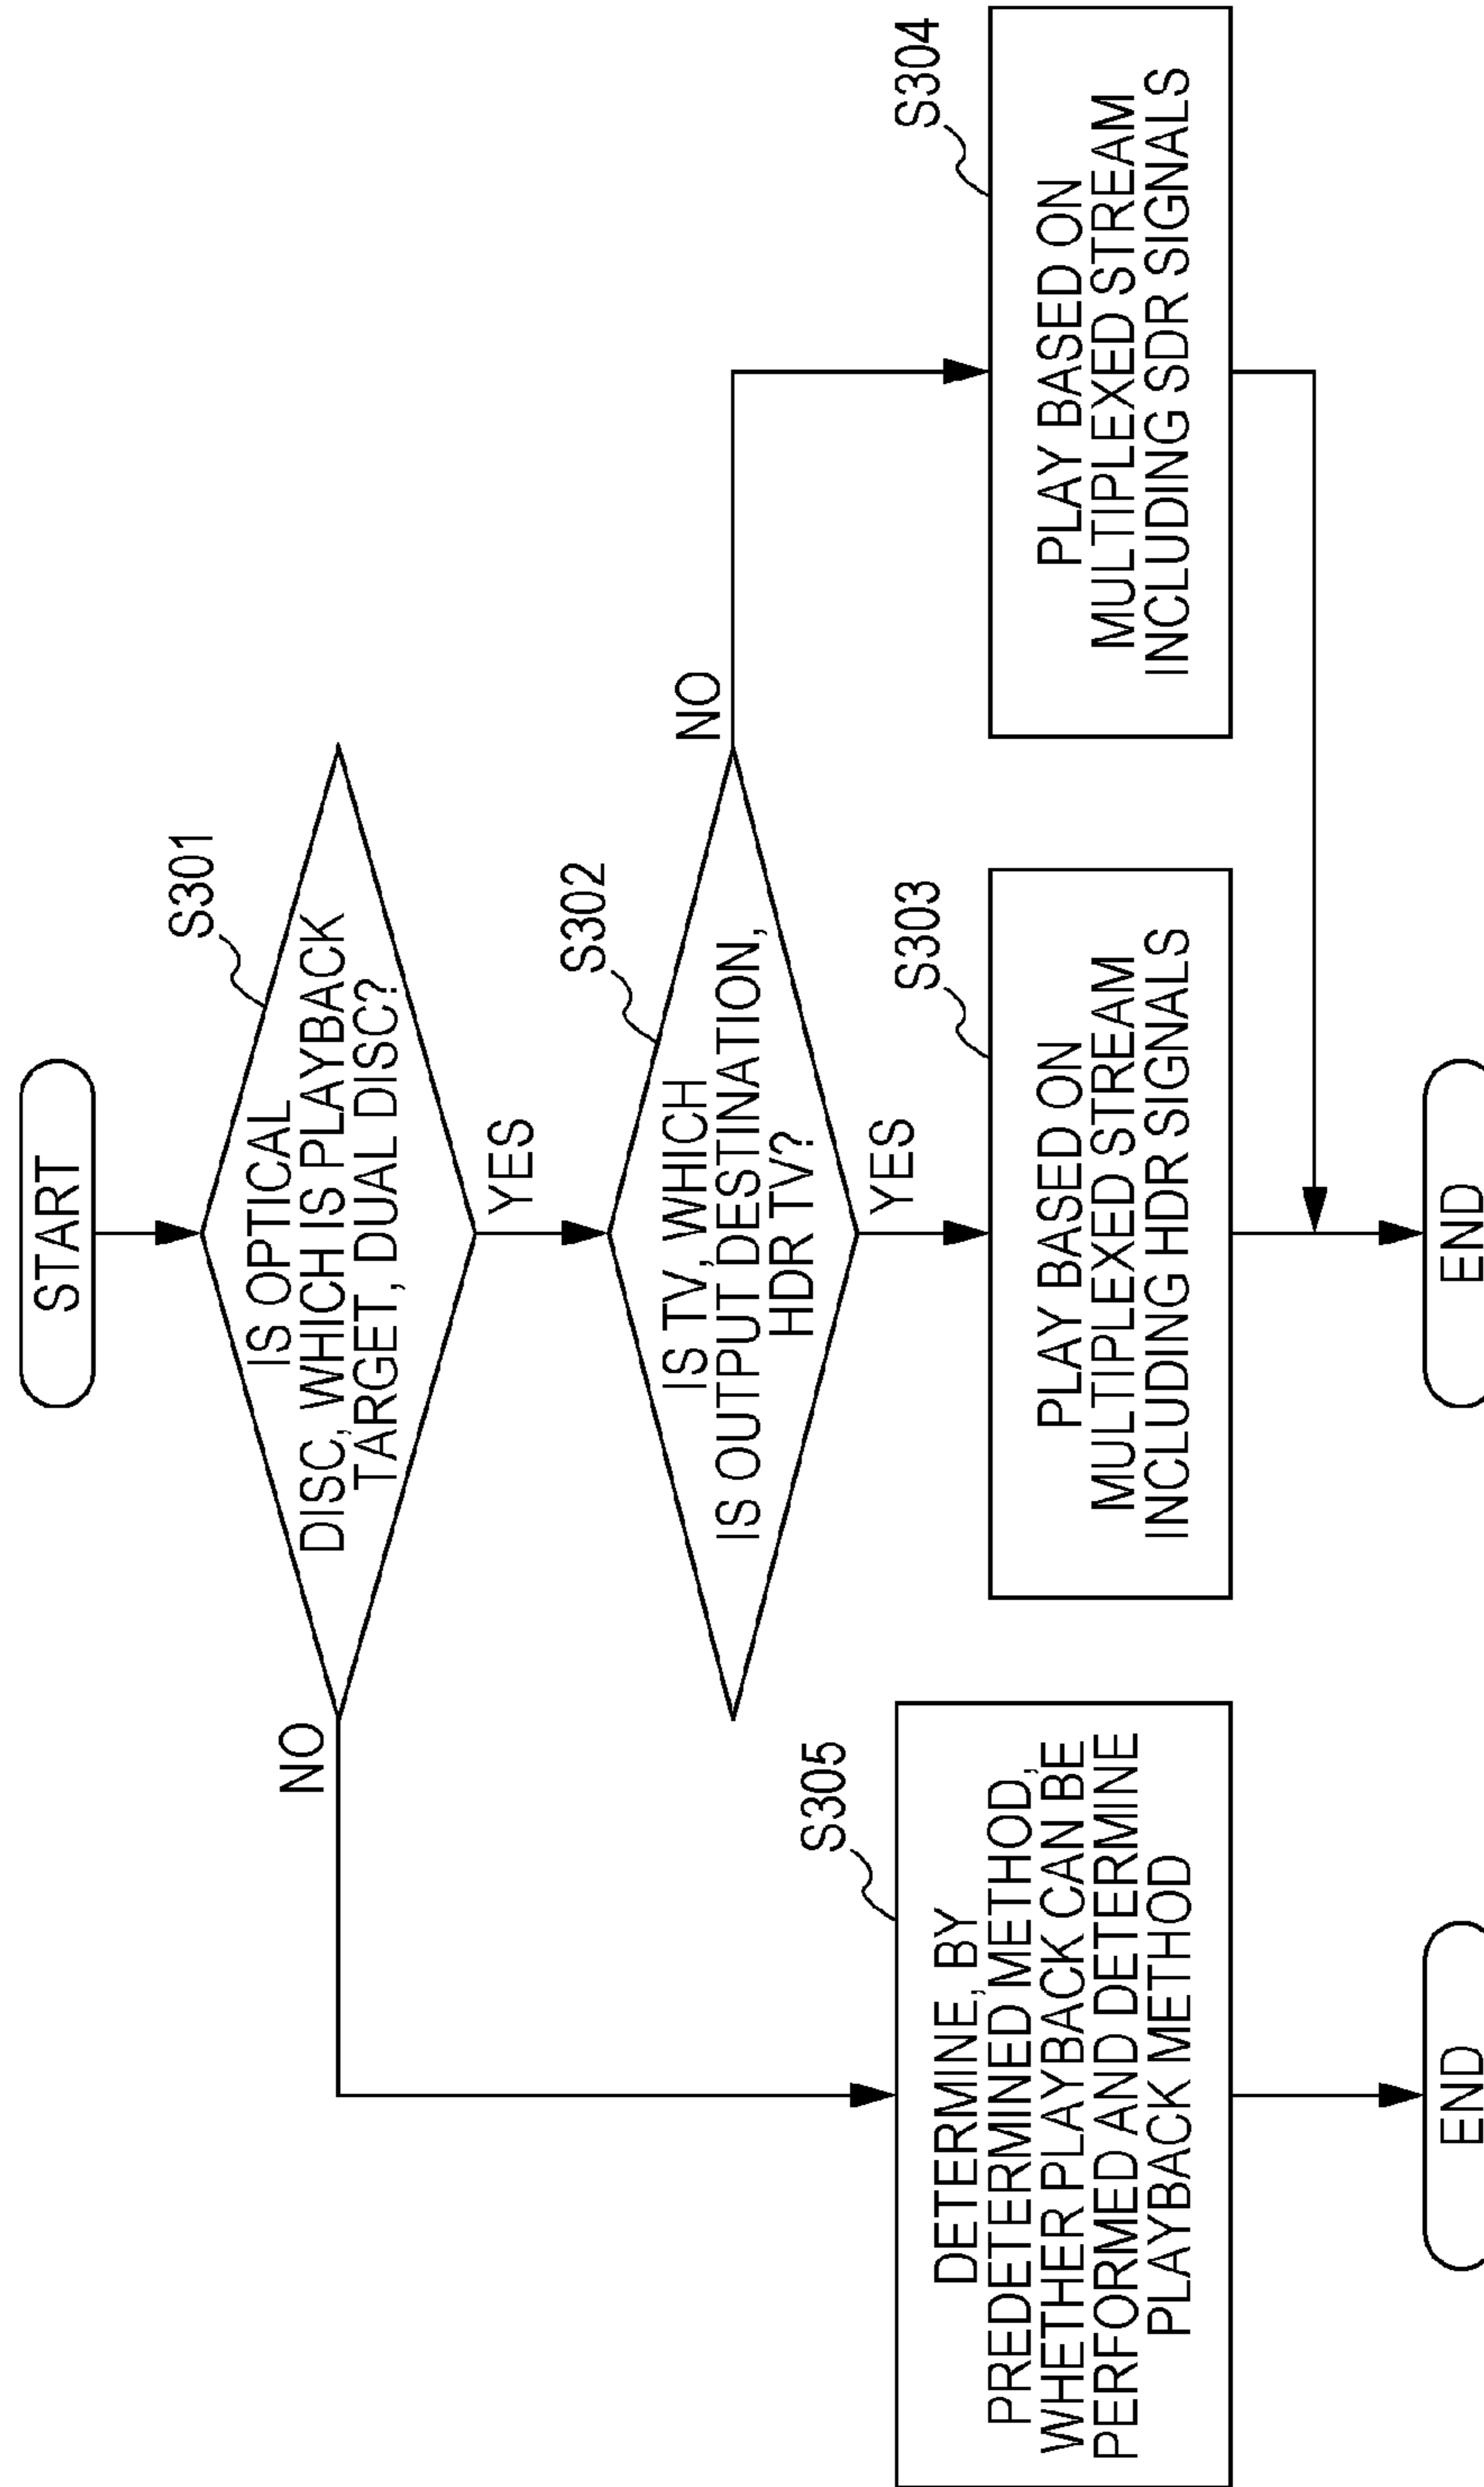 START
S301
IS OPTICAL
DISC, WHICH IS PLAYBACK
TARGET, DUAL DISC?
NO
YES
S302
IS TV, WHICH
IS OUTPUT DESTINATION,
HDR TV?
NO
YES
S305
DETERMINE, BY
PREDETERMINED METHOD,
WHETHER PLAYBACK CAN BE
PERFORMED AND DETERMINE
PLAYBACK METHOD
S303
PLAY BASED ON
MULTIPLEXED STREAM
INCLUDING HDR SIGNALS
S304
PLAY BASED ON
MULTIPLEXED STREAM
INCLUDING SDR SIGNALS
END
END